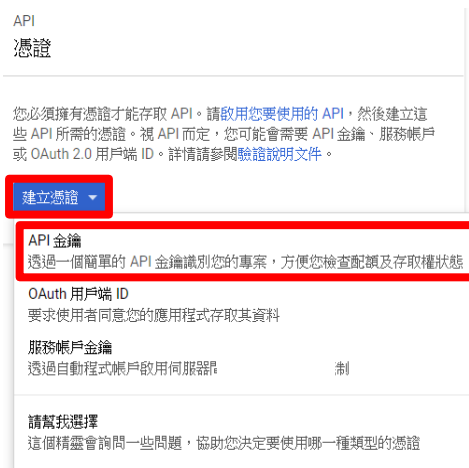 API
憑證
您必須擁有憑證才能存取 API。請啟用您要使用的 API，然後建立這
些 API 所需的憑證。視 API 而定，您可能會需要 API 金鑰、服務帳戶
或 OAuth 2.0 用戶端 ID。詳情請參閱驗證說明文件。
建立憑證
API 金鑰
透過一個簡單的 API 金鑰識別您的專案，方便您檢查配額及存取權狀態
OAuth 用戶端 ID
要求使用者同意您的應用程式存取其資料
服務帳戶金鑰
透過自動程式帳戶啟用伺服器 制
請幫我選擇
這個精靈會詢問一些問題，協助您決定要使用哪一種類型的憑證